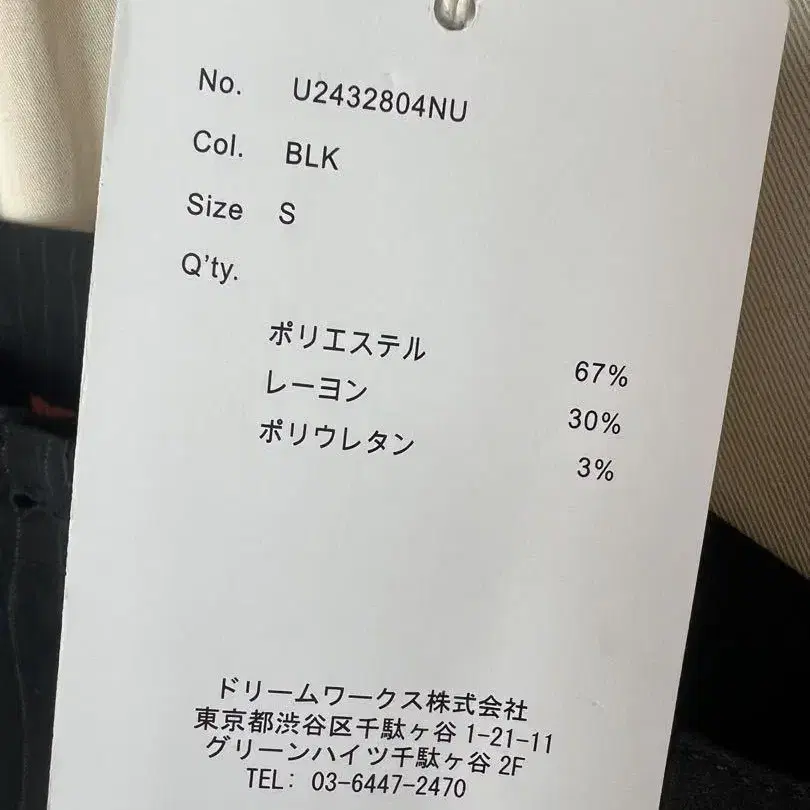 No. U2432804NU
Col. BLK
Size S
Q'ty.
ポリエステル 67%
レーヨン 30%
ポリウレタン 3%
ドリームワークス株式会社
東京都渋谷区千駄ヶ谷 1-21-11
グリーンハイツ千駄ヶ谷 2F
TEL: 03-6447-2470